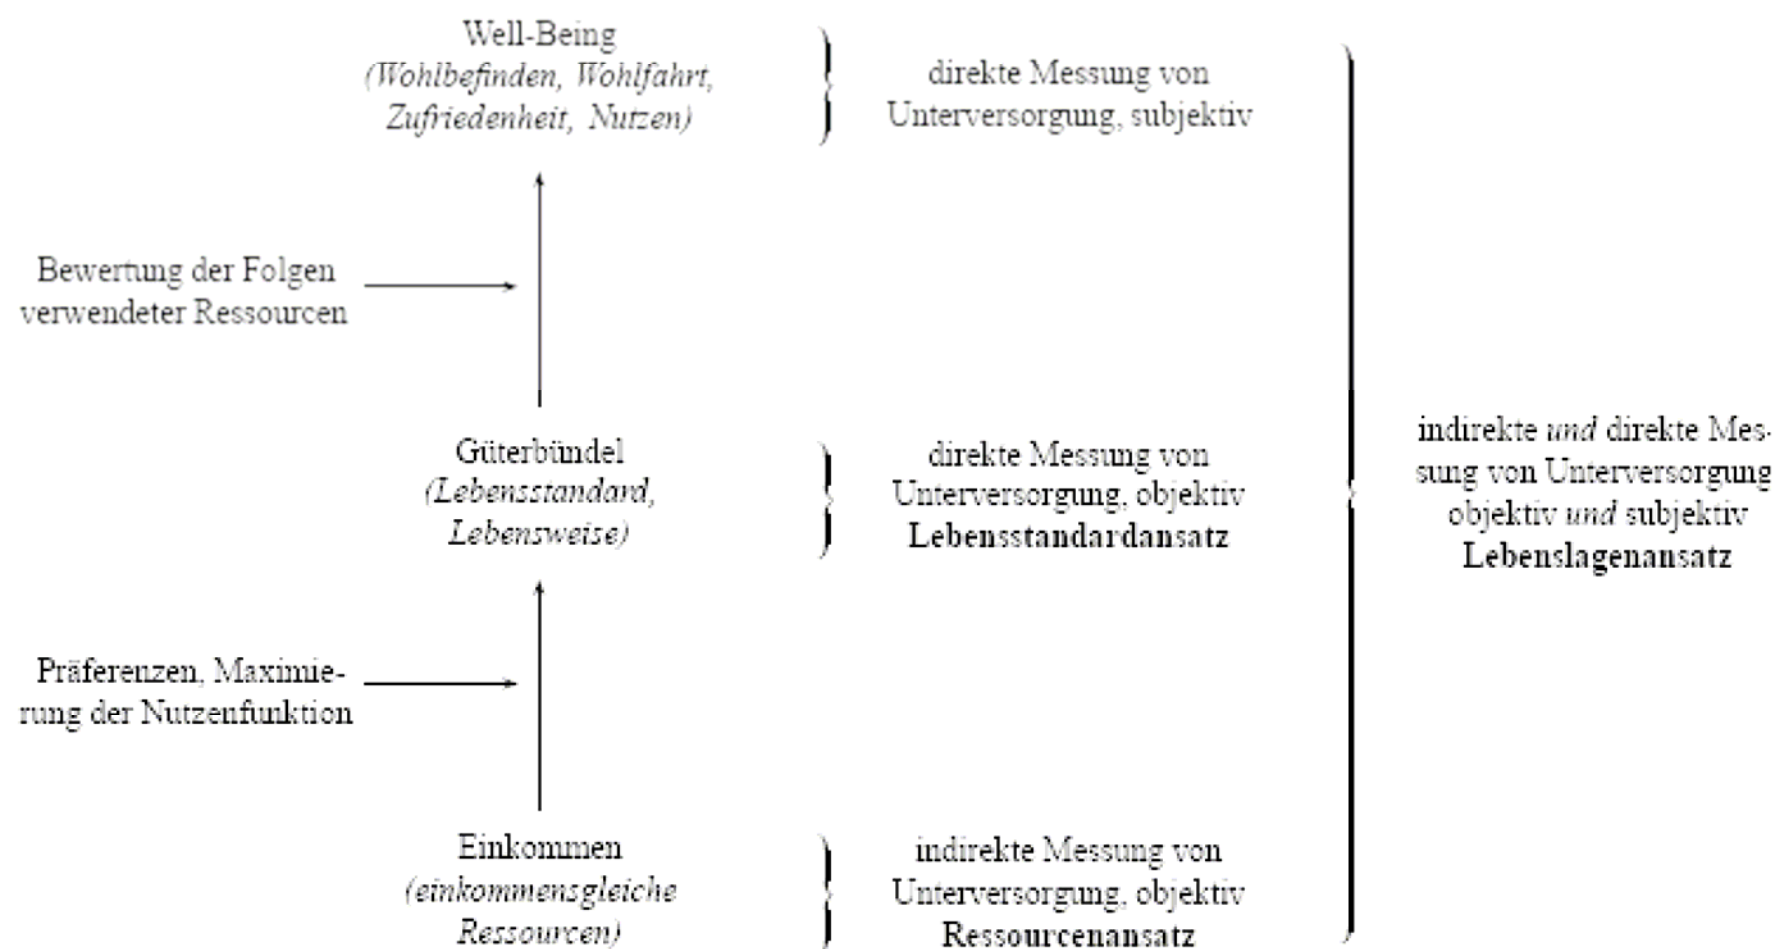 Well-Being
(Wohlbefinden, Wohlfahrt,
Zufriedenheit, Nutzen)
direkte Messung von
Unterversorgung, subjektiv
Bewertung der Folgen
verwendeter Ressourcen
Güterbündel
(Lebensstandard,
Lebensweise)
direkte Messung von
Unterversorgung, objektiv
Lebensstandardansatz
indirekte und direkte Mes-
sung von Unterversorgung
objektiv und subjektiv
Lebenslagenansatz
Präferenzen, Maximie-
rung der Nutzenfunktion
Einkommen
(einkommensgleiche
Ressourcen)
indirekte Messung von
Unterversorgung, objektiv
Ressourcenansatz